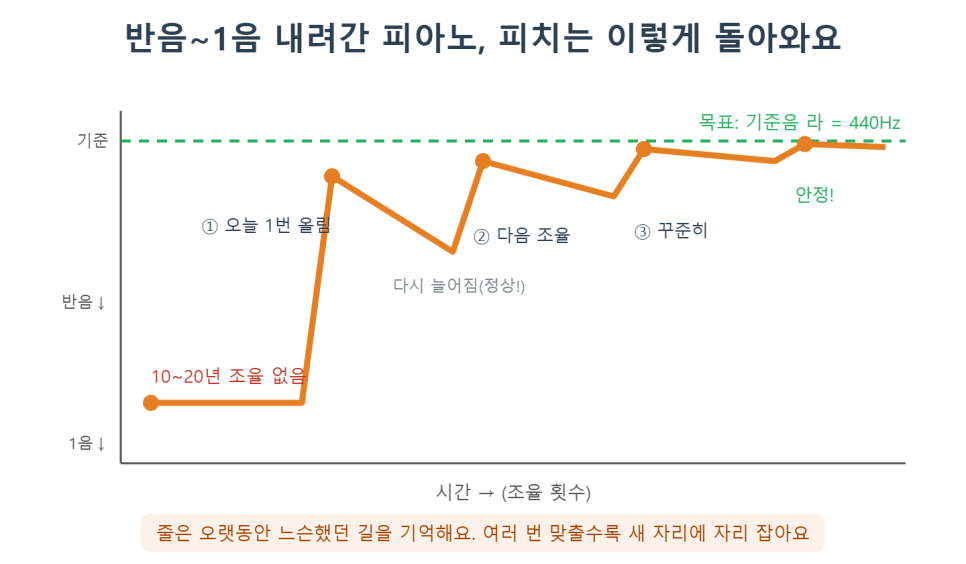 반음~1음 내려간 피아노, 피치는 이렇게 돌아와요
목표: 기준음 라 = 440Hz
기준
안정!
① 오늘 1번 올림
② 다음 조율
③ 꾸준히
다시 늘어짐(정상!)
반음↓
10~20년 조율 없음
1음↓
시간 → (조율 횟수)
줄은 오랫동안 느슨했던 길을 기억해요. 여러 번 맞출수록 새 자리에 자리 잡아요